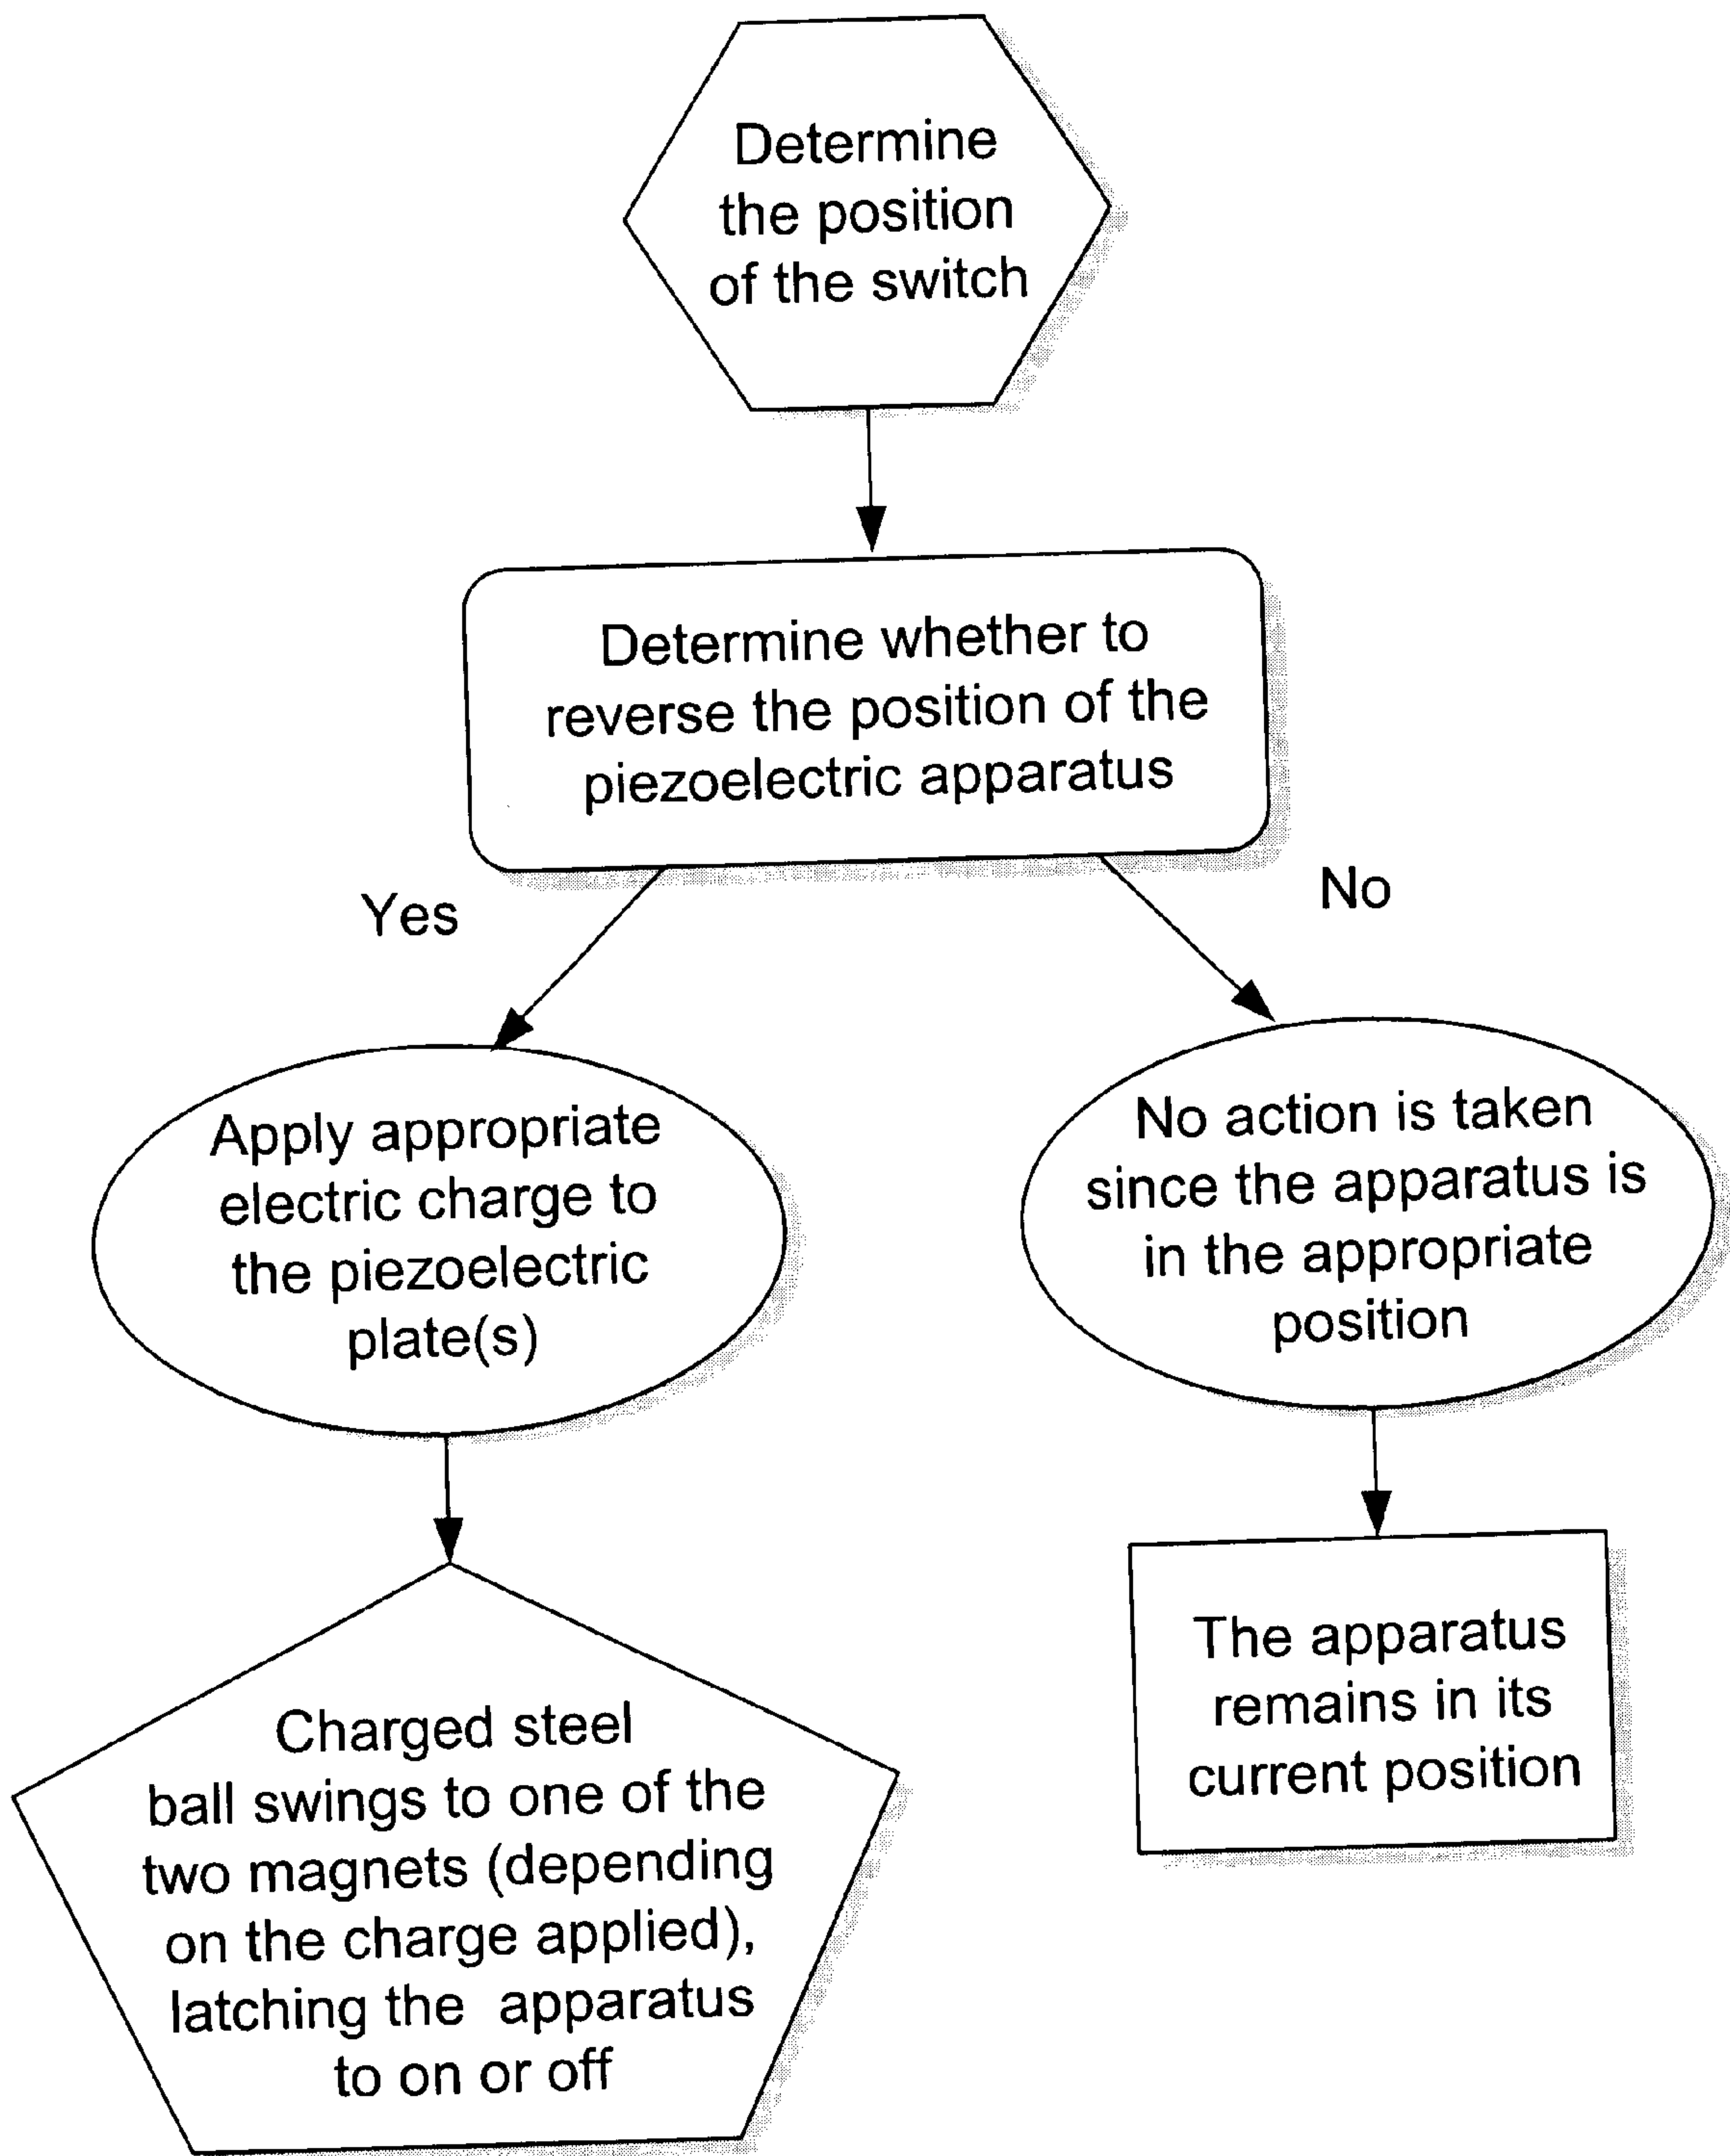 Determine
the position
of the switch
Determine whether to
reverse the position of the
piezoelectric apparatus
Yes
No
Apply appropriate
electric charge to
the piezoelectric
plate(s)
No action is taken
since the apparatus is
in the appropriate
position
Charged steel
ball swings to one of the
two magnets (depending
on the charge applied),
latching the apparatus
to on or off
The apparatus
remains in its
current position